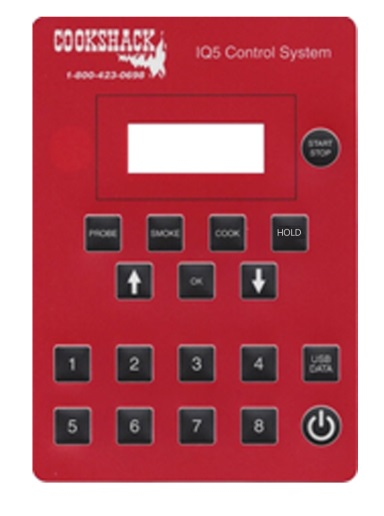 COOKSHACK
IQ5 Control System
1-800-423-0698
START
STOP
PROBE
SMOKE
COOK
HOLD
OK
1
2
3
4
USB
DATA
5
6
7
8